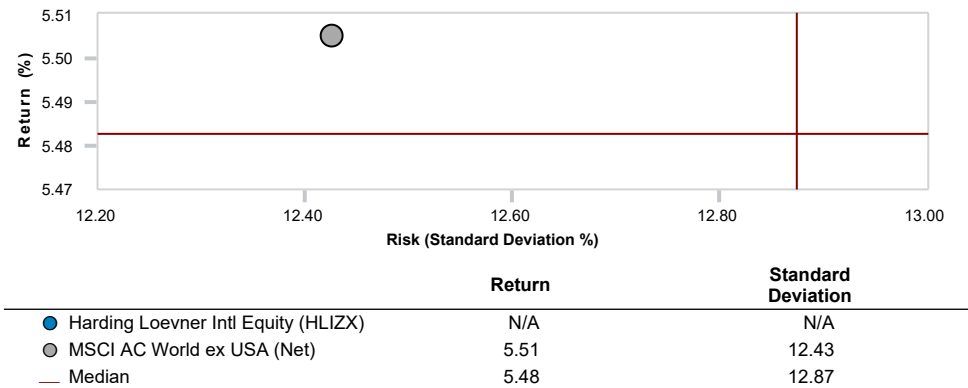 5.51
5.50
5.49
5.48
5.47
Return (%)
12.20 12.40 12.60 12.80 13.00
Risk (Standard Deviation %)
Return Standard Deviation
Harding Loevner Intl Equity (HLIZX) N/A N/A
MSCI AC World ex USA (Net) 5.51 12.43
Median 5.48 12.87